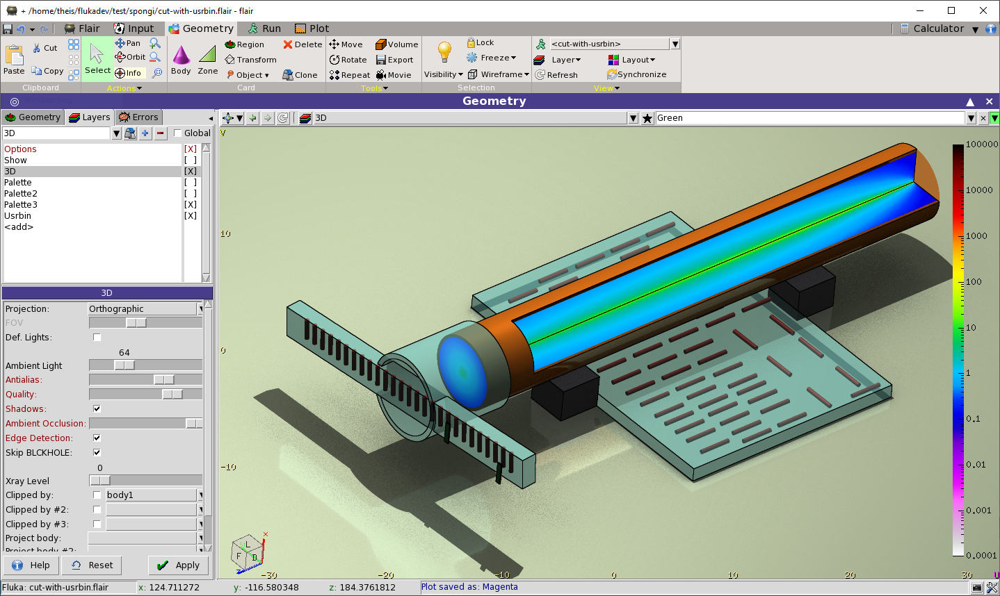 + /home/theis/flukadev/test/spongi/cut-with-usrbin.flair - flair
Flair Input Geometry Run Plot Calculator
Paste Cut Copy Select Pan Orbit Info Body Zone Region Transform Object Delete Clone Move Rotate Repeat Volume Export Movie Visibility Lock Freeze Wireframe <cut-with-usrbin> Layer Layout Refresh Synchronize
Clipboard Actions Card Tools Selection View
Geometry
Geometry Layers Errors
3D Global
3D Green
Options [X]
Show [ ]
3D [X]
Palette [ ]
Palette2 [ ]
Palette3 [X]
Usrbin [X]
<add>
3D
Projection: Orthographic
FOV
Def. Lights:
64
Ambient Light
Antialias:
Quality:
Shadows:
Ambient Occlusion:
Edge Detection:
Skip BLCKHOLE:
0
Xray Level
Clipped by: body1
Clipped by #2:
Clipped by #3:
Project body:
Project body #2:
Help Reset Apply
V
10
0
-10
-30 -20 -10 0 10 20 30 U
L
F D
x
z
100000
10000
1000
100
10
1
0.1
0.01
0.001
0.0001
Fluka: cut-with-usrbin.flair x: 124.711272 y: -116.580348 z: 184.3761812 Plot saved as: Magenta